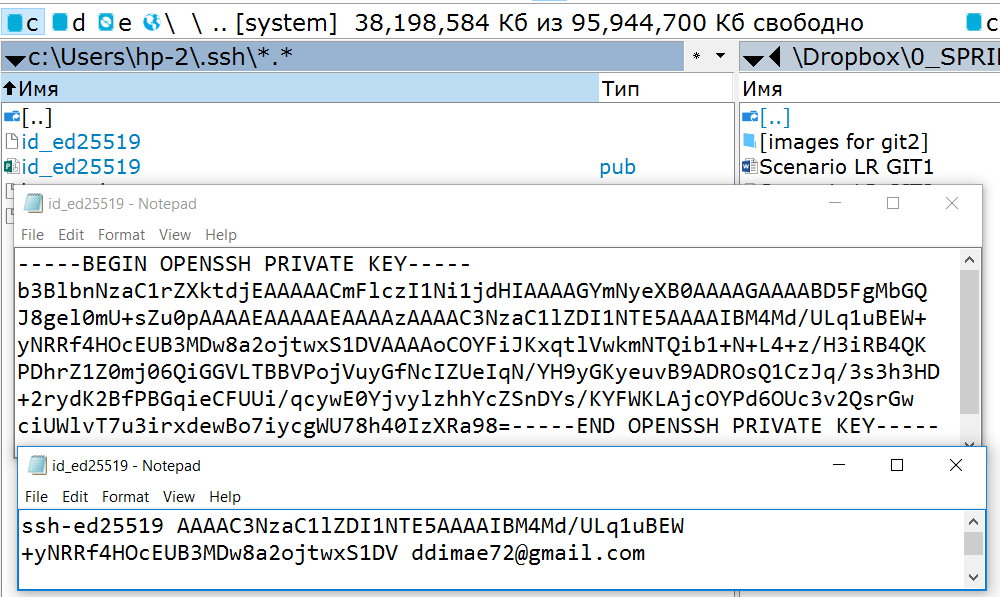 c d e \ \ .. [system] 38,198,584 Кб из 95,944,700 Кб свободно c
c:\Users\hp-2\.ssh\*.* * \Dropbox\0_SPRI
Имя Тип Имя
[..] [..]
id_ed25519 [images for git2]
id_ed25519 pub Scenario LR GIT1
id_ed25519 - Notepad
File Edit Format View Help
-----BEGIN OPENSSH PRIVATE KEY-----
b3BlbnNzaC1rZXktdjEAAAAACmFlczI1Ni1jdHIAAAAGYmNyeXB0AAAAGAAAABD5FgMbGQ
J8gel0mU+sZu0pAAAAEAAAAAEAAAAzAAAAC3NzaC1lZDI1NTE5AAAAIBM4Md/ULq1uBEW+
yNRRf4HOcEUB3MDw8a2ojtwxS1DVAAAAoCOYFiJKxqtlVwkmNTQib1+N+L4+z/H3iRB4QK
PDhrZ1Z0mj06QiGGVLTBBVPojVuyGfNcIZUeIqN/YH9yGKyeuvB9ADROsQ1CzJq/3s3h3HD
+2rydK2BfPBGqieCFUUi/qcywE0YjvylzhhYcZSnDYs/KYFWKLAjcOYPd6OUc3v2QsrGw
ciUWlvT7u3irxdewBo7iycgWU78h40IzXRa98=-----END OPENSSH PRIVATE KEY-----
id_ed25519 - Notepad
File Edit Format View Help
ssh-ed25519 AAAAC3NzaC1lZDI1NTE5AAAAIBM4Md/ULq1uBEW
+yNRRf4HOcEUB3MDw8a2ojtwxS1DV ddimae72@gmail.com